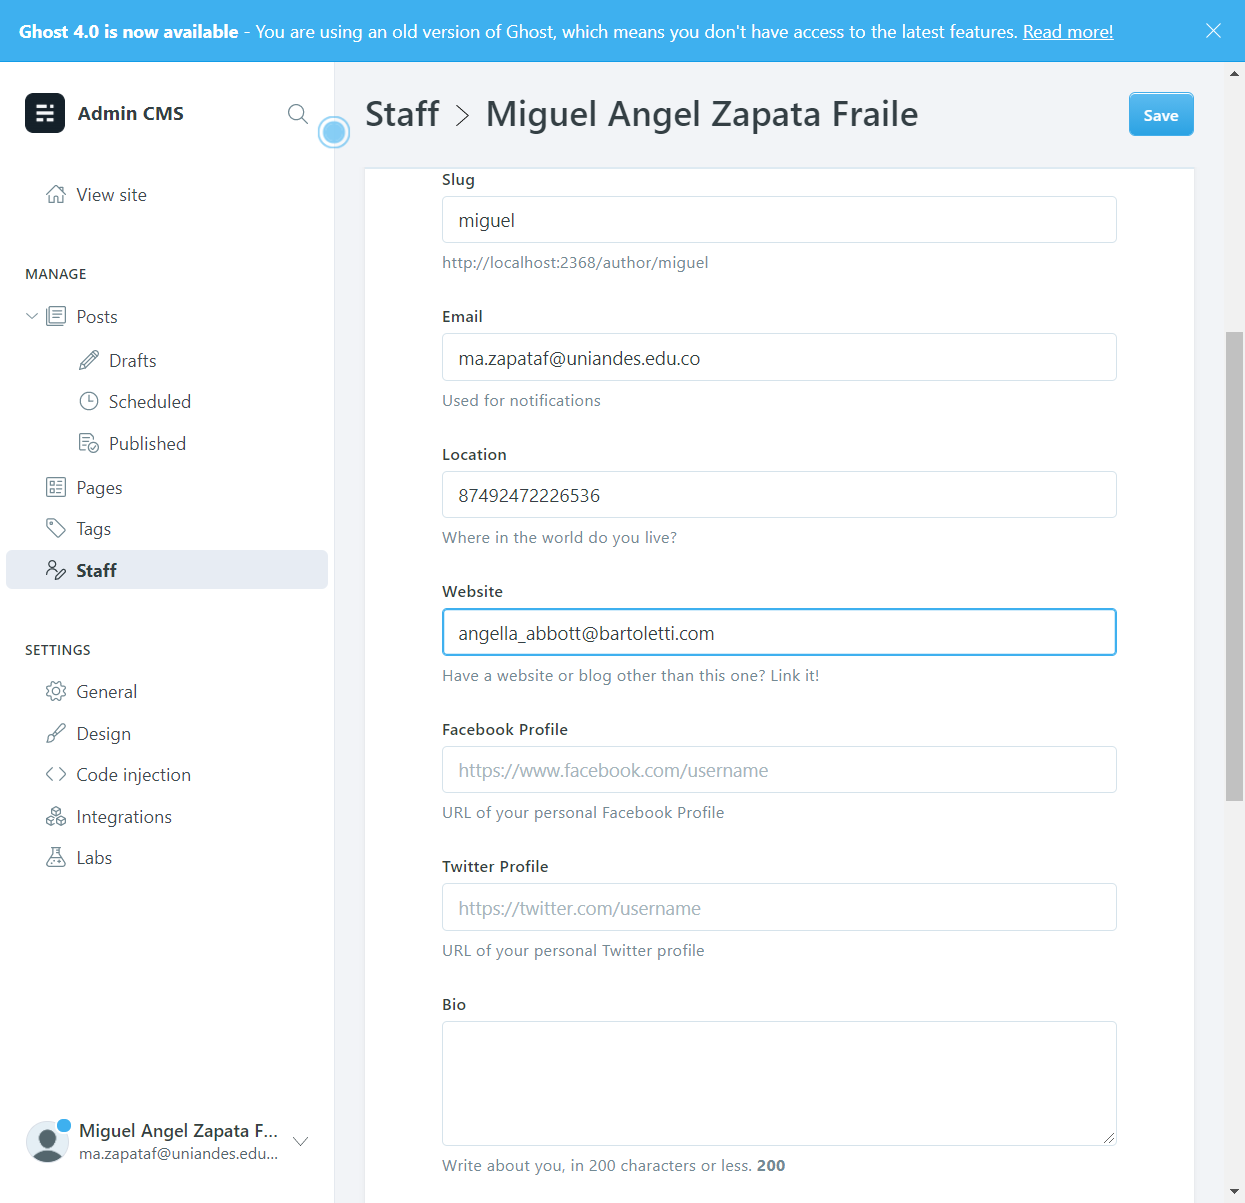 Ghost 4.0 is now available - You are using an old version of Ghost, which means you don't have access to the latest features. Read more!
Admin CMS
Staff > Miguel Angel Zapata Fraile
Save
View site
MANAGE
Posts
Drafts
Scheduled
Published
Pages
Tags
Staff
SETTINGS
General
Design
Code injection
Integrations
Labs
Miguel Angel Zapata F...
ma.zapataf@uniandes.edu...
Slug
miguel
http://localhost:2368/author/miguel
Email
ma.zapataf@uniandes.edu.co
Used for notifications
Location
87492472226536
Where in the world do you live?
Website
angella_abbott@bartoletti.com
Have a website or blog other than this one? Link it!
Facebook Profile
https://www.facebook.com/username
URL of your personal Facebook Profile
Twitter Profile
https://twitter.com/username
URL of your personal Twitter profile
Bio
Write about you, in 200 characters or less. 200